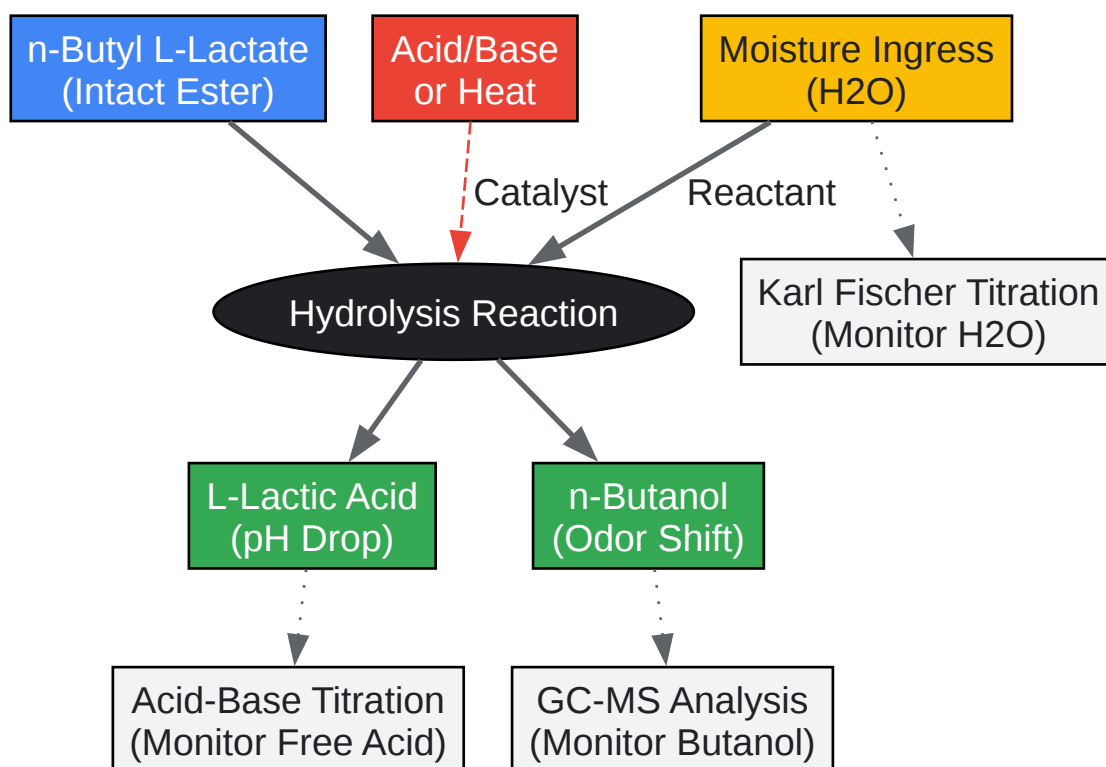 n-Butyl L-Lactate
(Intact Ester)
Acid/Base
or Heat
Moisture Ingress
(H2O)
Catalyst
Reactant
Hydrolysis Reaction
Karl Fischer Titration
(Monitor H2O)
L-Lactic Acid
(pH Drop)
n-Butanol
(Odor Shift)
Acid-Base Titration
(Monitor Free Acid)
GC-MS Analysis
(Monitor Butanol)